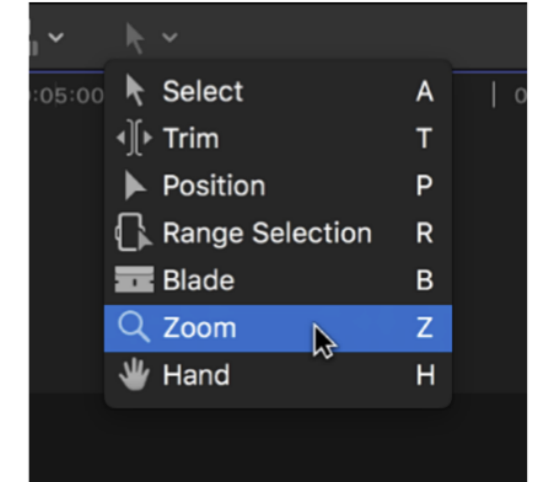 :05:00
Select A
Trim T
Position P
Range Selection R
Blade B
Zoom Z
Hand H